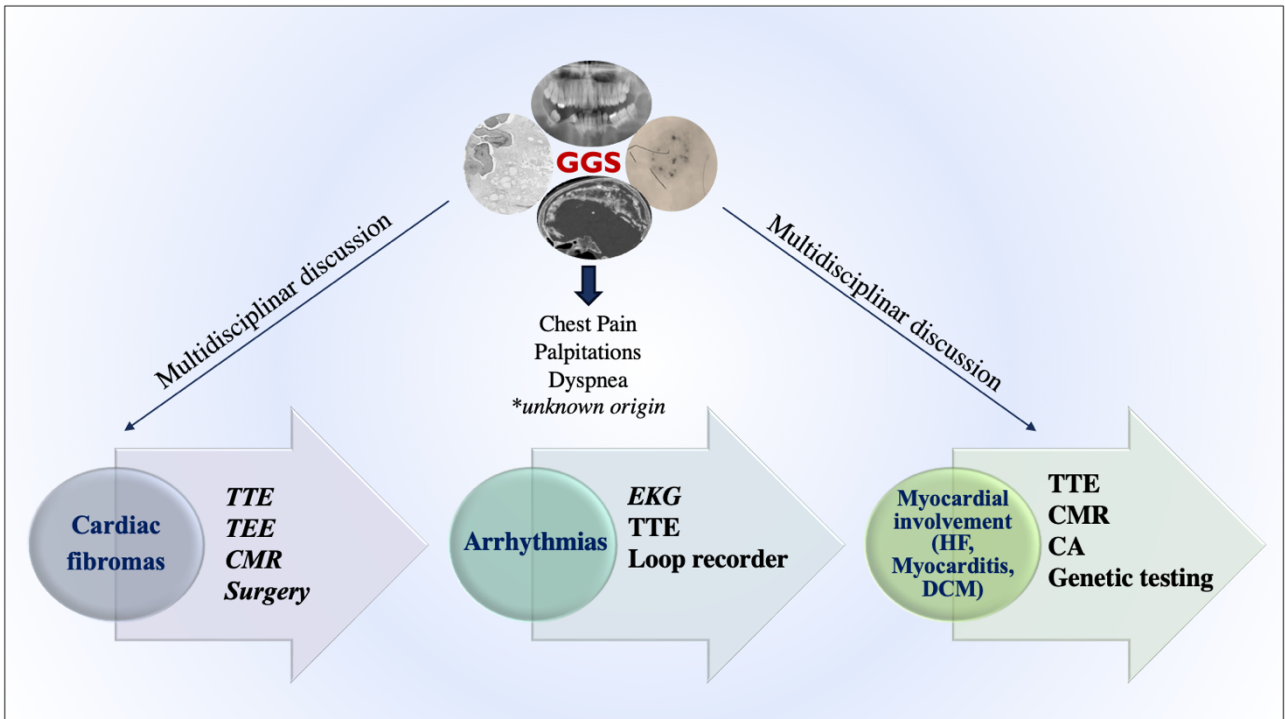 GGS
Multidisciplinar discussion
Multidisciplinar discussion
Chest Pain
Palpitations
Dyspnea
*unknown origin
Cardiac
fibromas
TTE
TEE
CMR
Surgery
Arrhythmias
EKG
TTE
Loop recorder
Myocardial
involvement
(HF,
Myocarditis,
DCM)
TTE
CMR
CA
Genetic testing